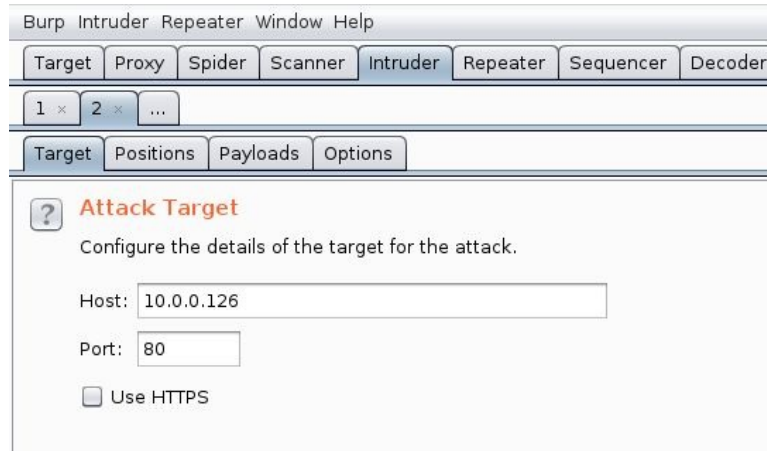 Burp Intruder Repeater Window Help
Target Proxy Spider Scanner Intruder Repeater Sequencer Decoder
1 × 2 × ...
Target Positions Payloads Options
? Attack Target
Configure the details of the target for the attack.
Host: 10.0.0.126
Port: 80
Use HTTPS